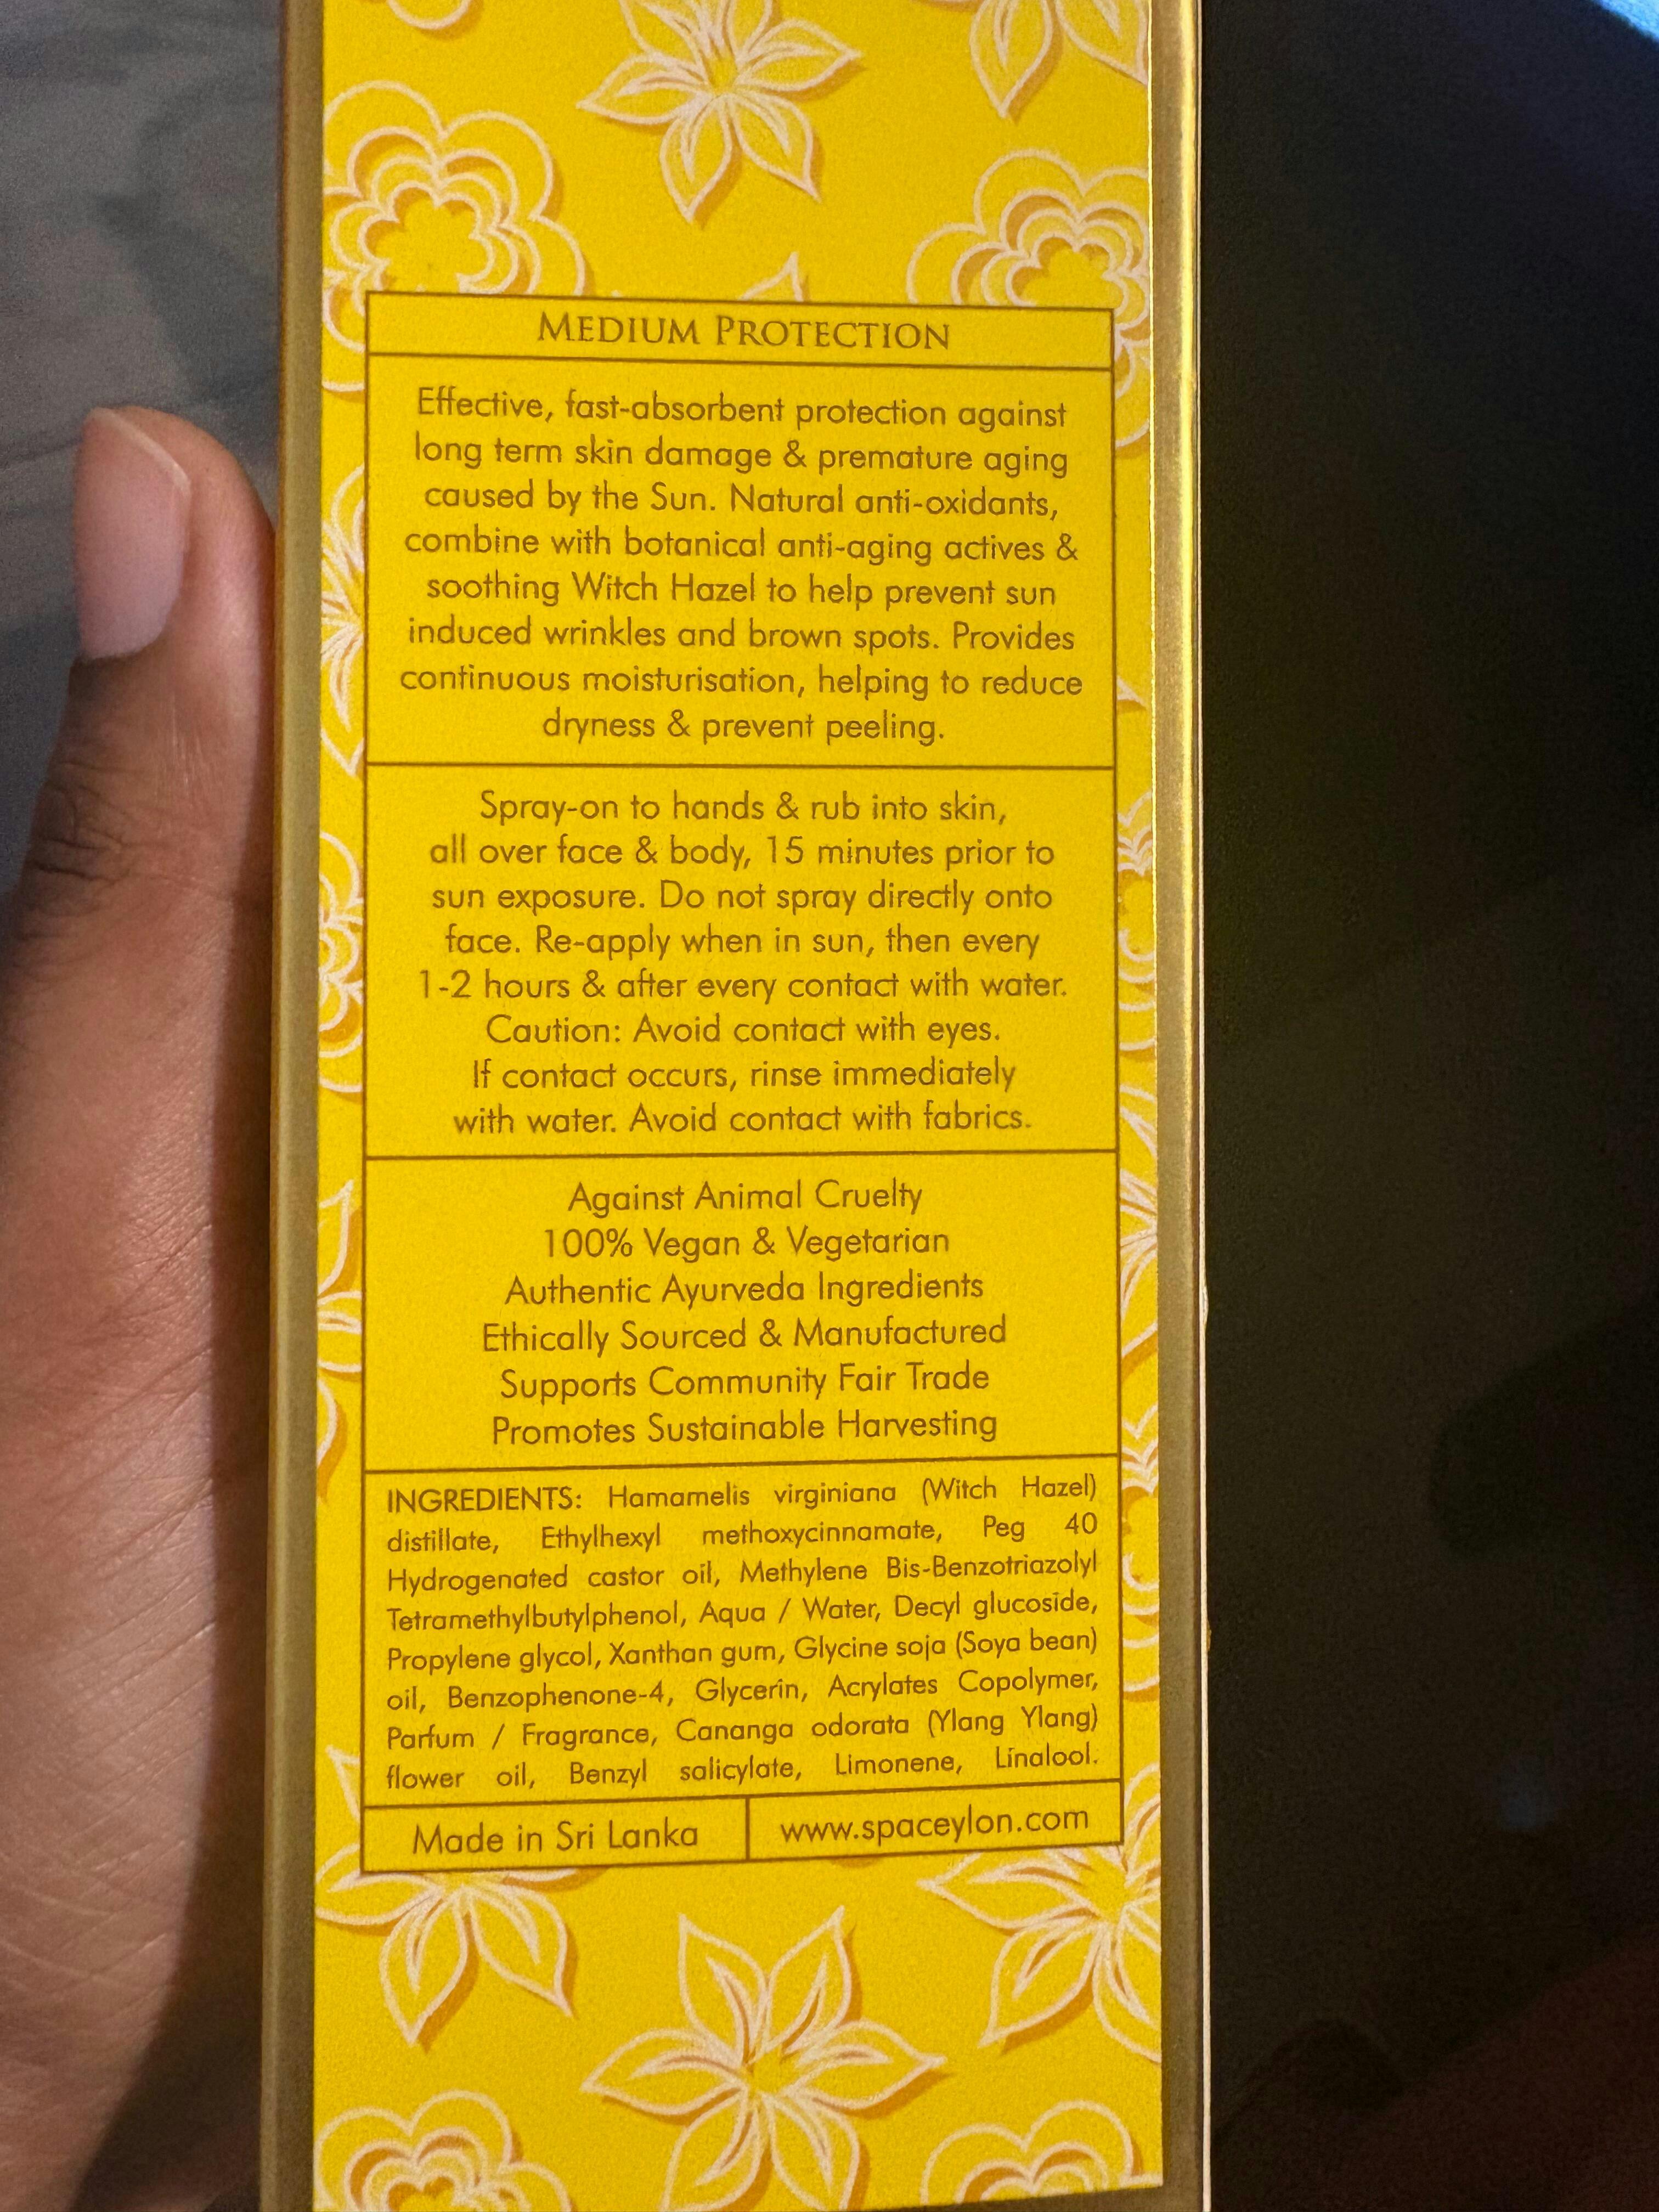 MEDIUM PROTECTION
Effective, fast-absorbent protection against
long term skin damage & premature aging
caused by the Sun. Natural anti-oxidants,
combine with botanical anti-aging actives &
soothing Witch Hazel to help prevent sun
induced wrinkles and brown spots. Provides
continuous moisturisation, helping to reduce
dryness & prevent peeling.
Spray-on to hands & rub into skin,
all over face & body, 15 minutes prior to
sun exposure. Do not spray directly onto
face. Re-apply when in sun, then every
1-2 hours & after every contact with water.
Caution: Avoid contact with eyes.
If contact occurs, rinse immediately
with water. Avoid contact with fabrics.
Against Animal Cruelty
100% Vegan & Vegetarian
Authentic Ayurveda Ingredients
Ethically Sourced & Manufactured
Supports Community Fair Trade
Promotes Sustainable Harvesting
INGREDIENTS: Hamamelis virginiana (Witch Hazel)
distillate, Ethylhexyl methoxycinnamate, Peg 40
Hydrogenated castor oil, Methylene Bis-Benzotriazolyl
Tetramethylbutylphenol, Aqua / Water, Decyl glucoside,
Propylene glycol, Xanthan gum, Glycine soja (Soya bean)
oil, Benzophenone-4, Glycerin, Acrylates Copolymer,
Parfum / Fragrance, Cananga odorata (Ylang Ylang)
flower oil, Benzyl salicylate, Limonene, Linalool.
Made in Sri Lanka
www.spaceylon.com